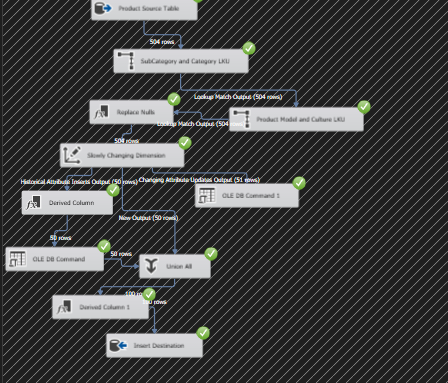 Product Source Table
504 rows
SubCategory and Category LKU
Lookup Match Output (504 rows)
Replace Nulls
Product Model and Culture LKU
Lookup Match Output (504
504 rows
Slowly Changing Dimension
Historical Attribute Inserts Output (50 rows)
Changing Attribute Updates Output (51 rows)
Derived Column
OLE DB Command 1
New Output (50 rows)
50 rows
OLE DB Command
50 rows
Union All
Derived Column 1
rows
Insert Destination